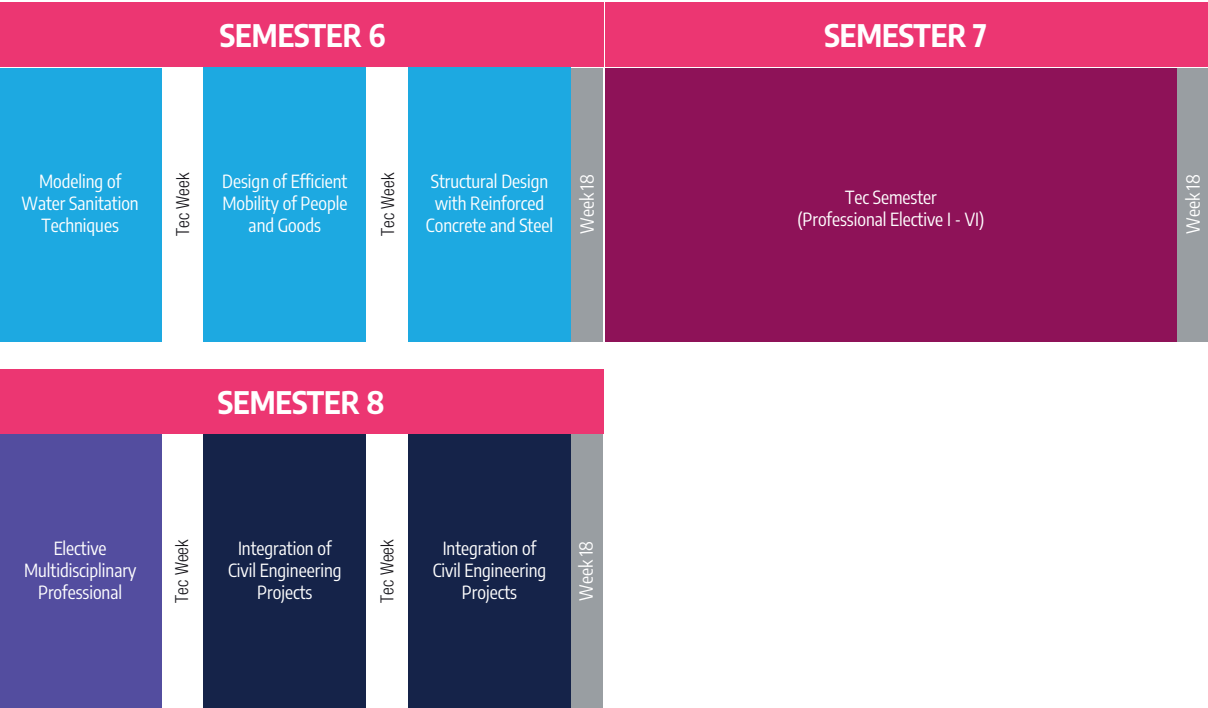 SEMESTER 6
Modeling of
Water Sanitation
Techniques
Tec Week
Design of Efficient
Mobility of People
and Goods
Tec Week
Structural Design
with Reinforced
Concrete and Steel
Week 18
SEMESTER 7
Tec Semester
(Professional Elective I - VI)
Week 18
SEMESTER 8
Elective
Multidisciplinary
Professional
Tec Week
Integration of
Civil Engineering
Projects
Tec Week
Integration of
Civil Engineering
Projects
Week 18